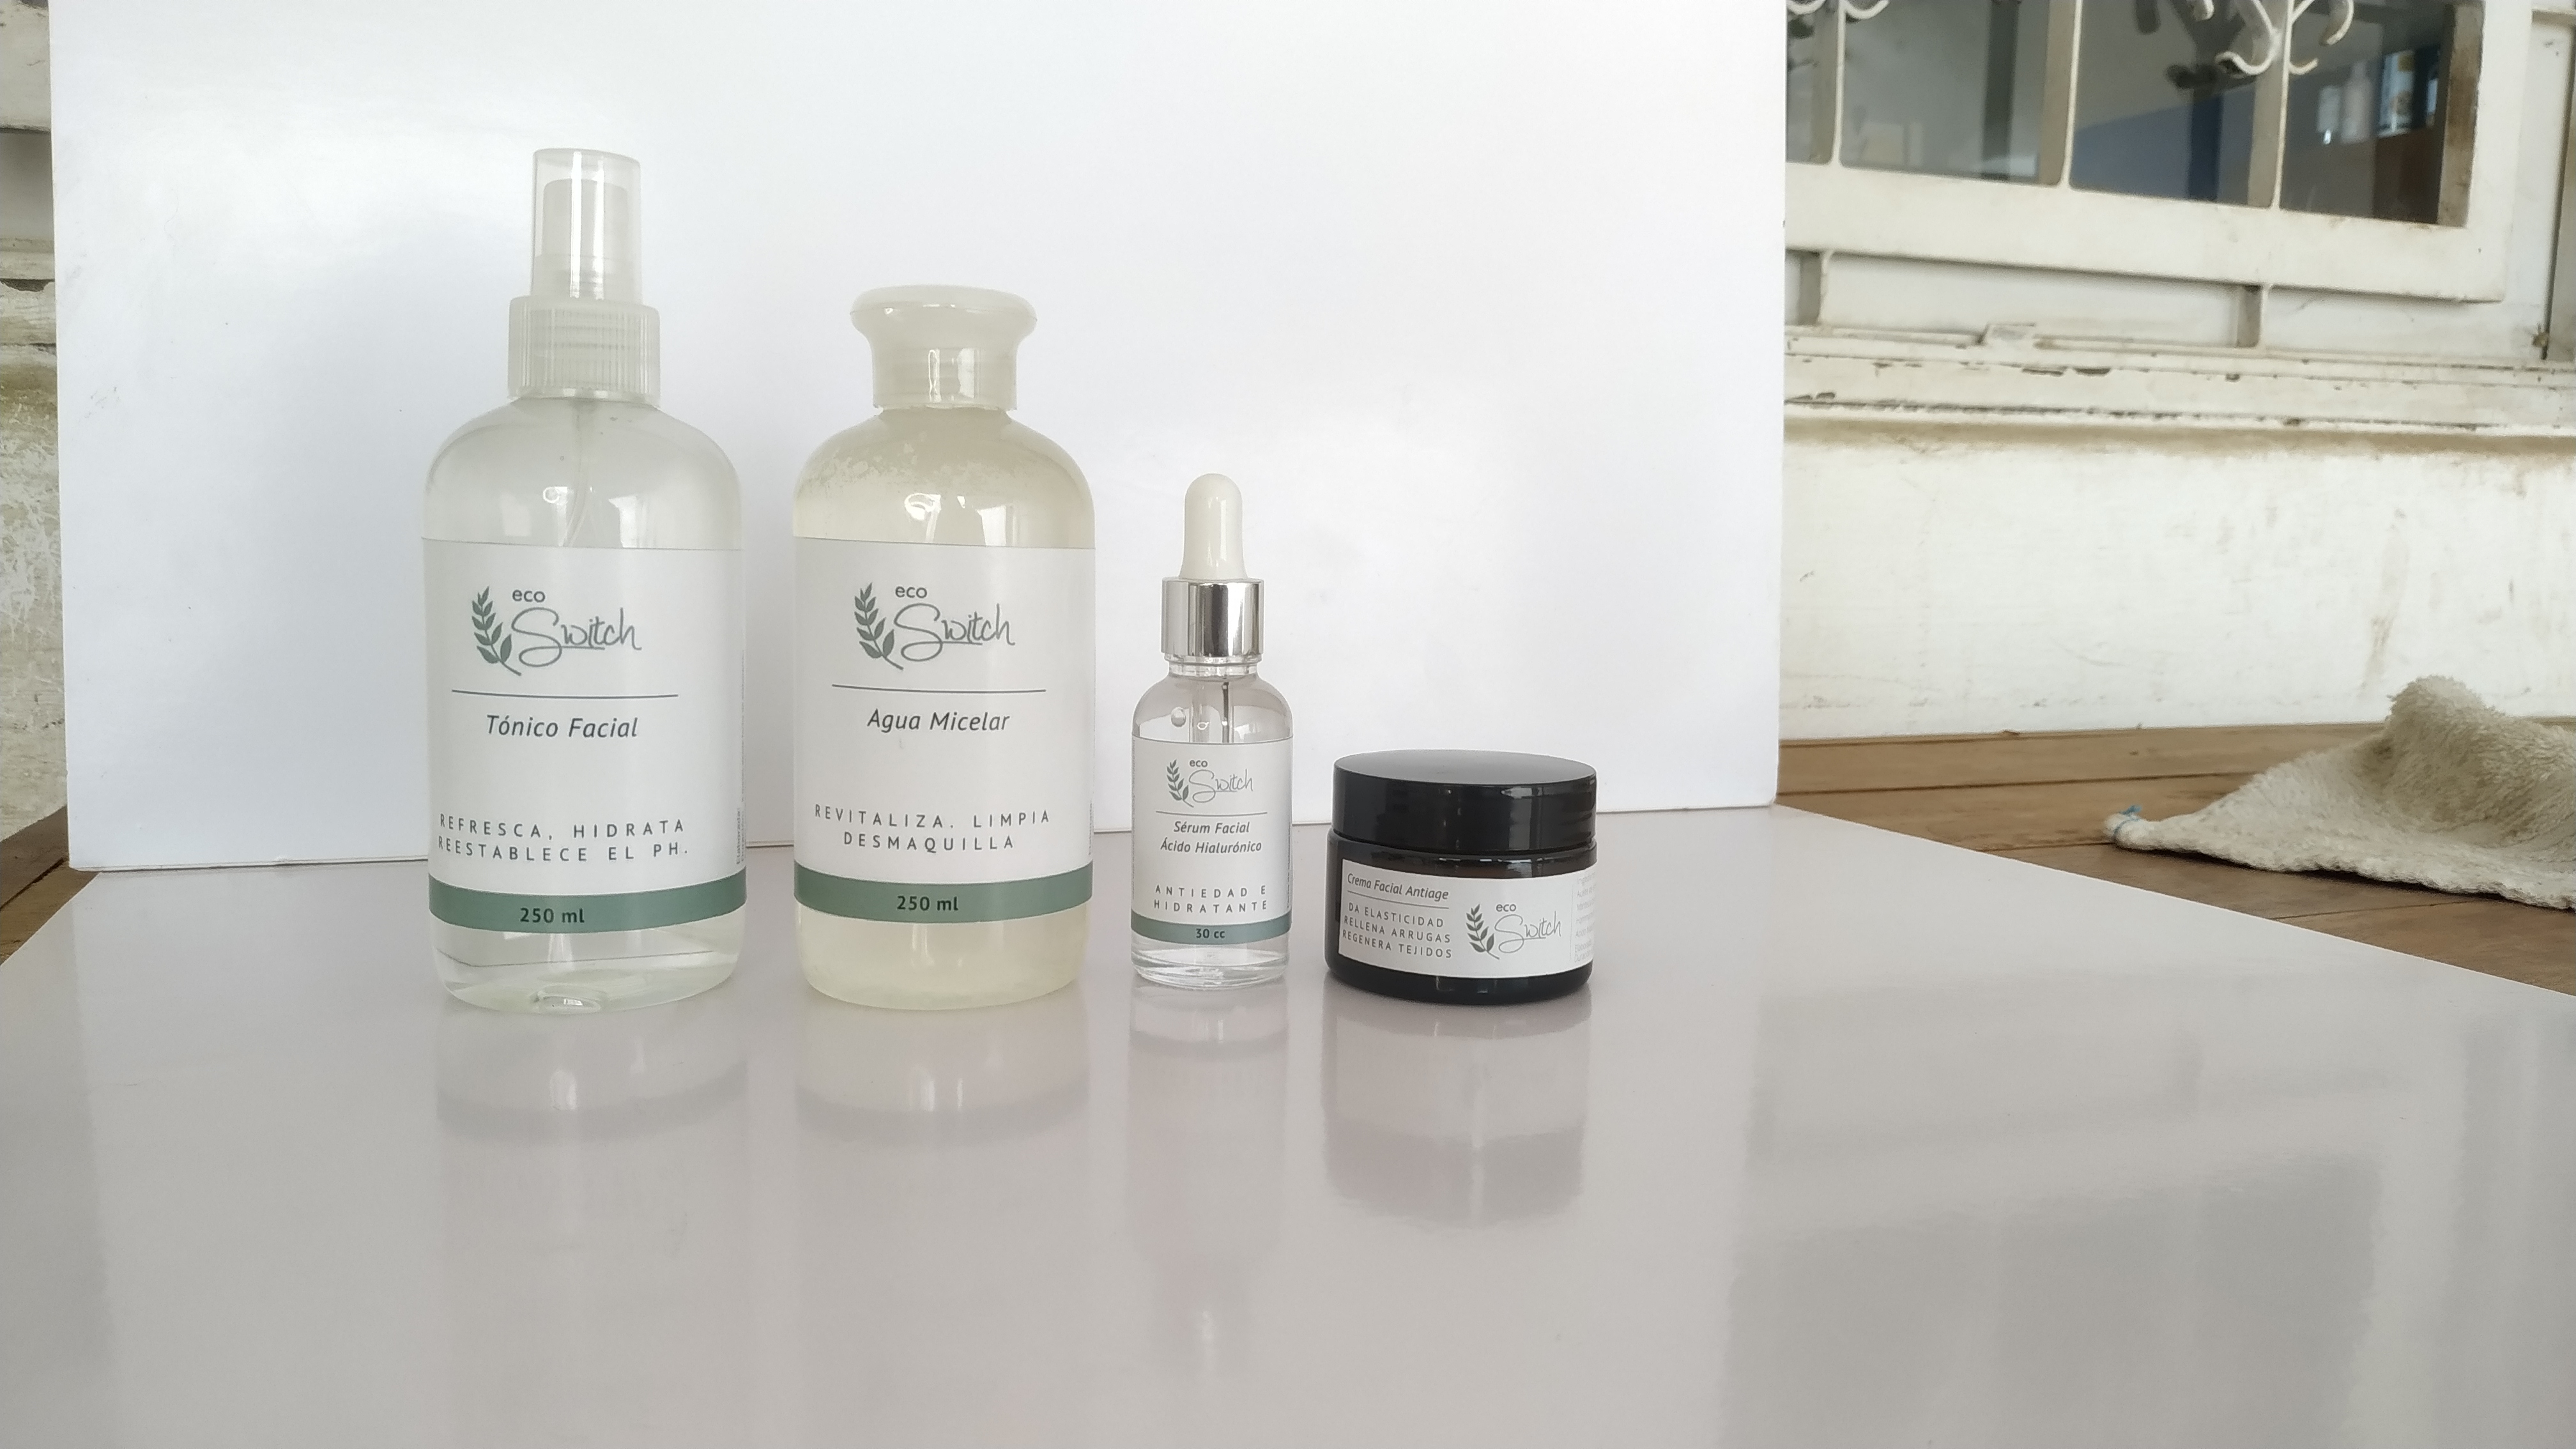 eco
Switch
Tónico Facial
REFRESCA, HIDRATA
REESTABLECE EL PH.
250 ml
eco
Switch
Agua Micelar
REVITALIZA. LIMPIA
DESMAQUILLA
250 ml
eco
Switch
Sérum Facial
Ácido Hialurónico
ANTIEDAD E
HIDRATANTE
30 cc
Crema Facial Antiage
DA ELASTICIDAD
RELLENA ARRUGAS
REGENERA TEJIDOS
eco
Switch